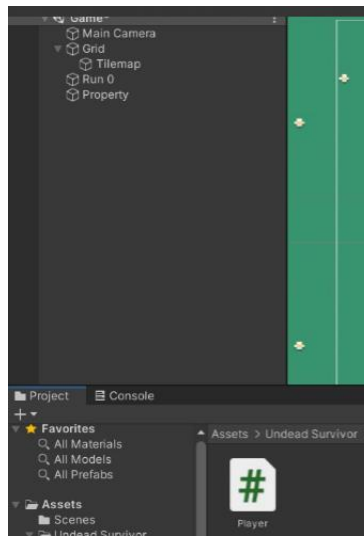 Game*
Main Camera
Grid
Tilemap
Run 0
Property
Project
Console
Favorites
All Materials
All Models
All Prefabs
Assets
Scenes
Undead Survivor
Assets > Undead Survivor
#
Player